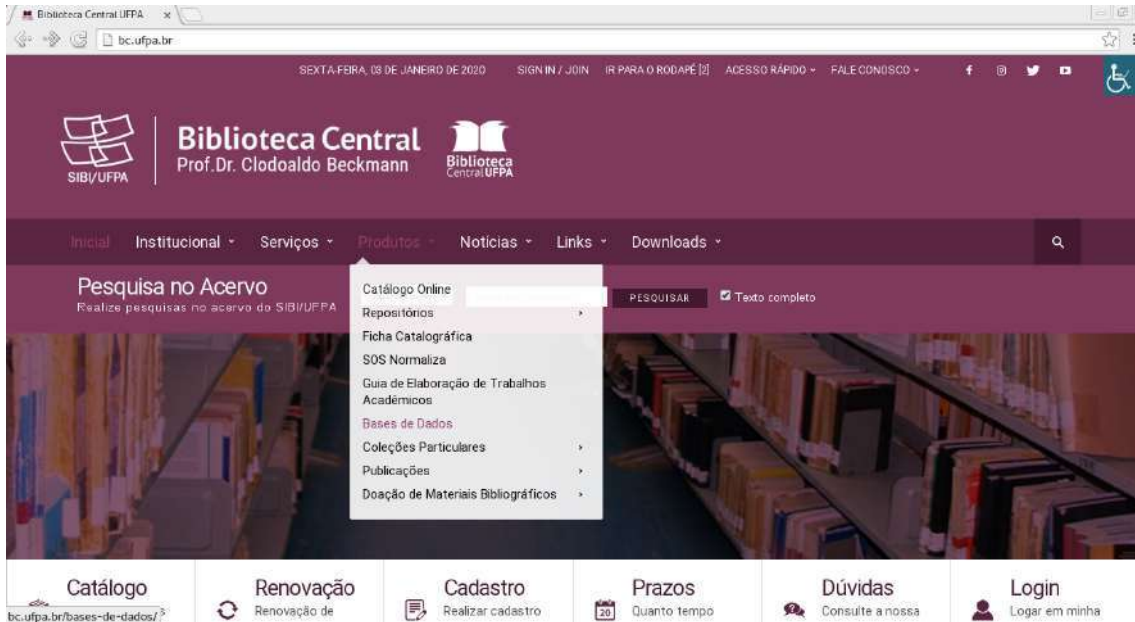 Biblioteca Central UFPA
bc.ufpa.br
SEXTA-FEIRA, 03 DE JANEIRO DE 2020 SIGN IN / JOIN IR PARA O RODAPÉ [2] ACESSO RÁPIDO FALE CONOSCO
SIBI/UFPA
Biblioteca Central
Prof.Dr. Clodoaldo Beckmann
Biblioteca
Central UFPA
Inicial Institucional Serviços Produtos Notícias Links Downloads
Pesquisa no Acervo
Realize pesquisas no acervo do SIBI/UFPA
PESQUISAR Texto completo
Catálogo Online
Repositórios
Ficha Catalográfica
SOS Normaliza
Guia de Elaboração de Trabalhos
Acadêmicos
Bases de Dados
Coleções Particulares
Publicações
Doação de Materiais Bibliográficos
Catálogo
Renovação
Renovação de
Cadastro
Realizar cadastro
20
Prazos
Quanto tempo
Dúvidas
Consulte a nossa
Login
Logar em minha
bc.ufpa.br/bases-de-dados/